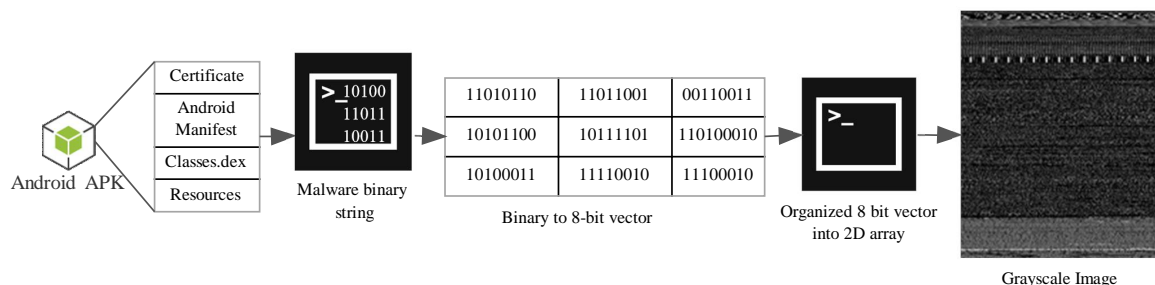 Certificate
Android
Manifest
Classes.dex
Resources
Android APK
>_10100
11011
10011
Malware binary
string
11010110 11011001 00110011
10101100 10111101 110100010
10100011 11110010 11100010
Binary to 8-bit vector
>_
Organized 8 bit vector
into 2D array
Grayscale Image